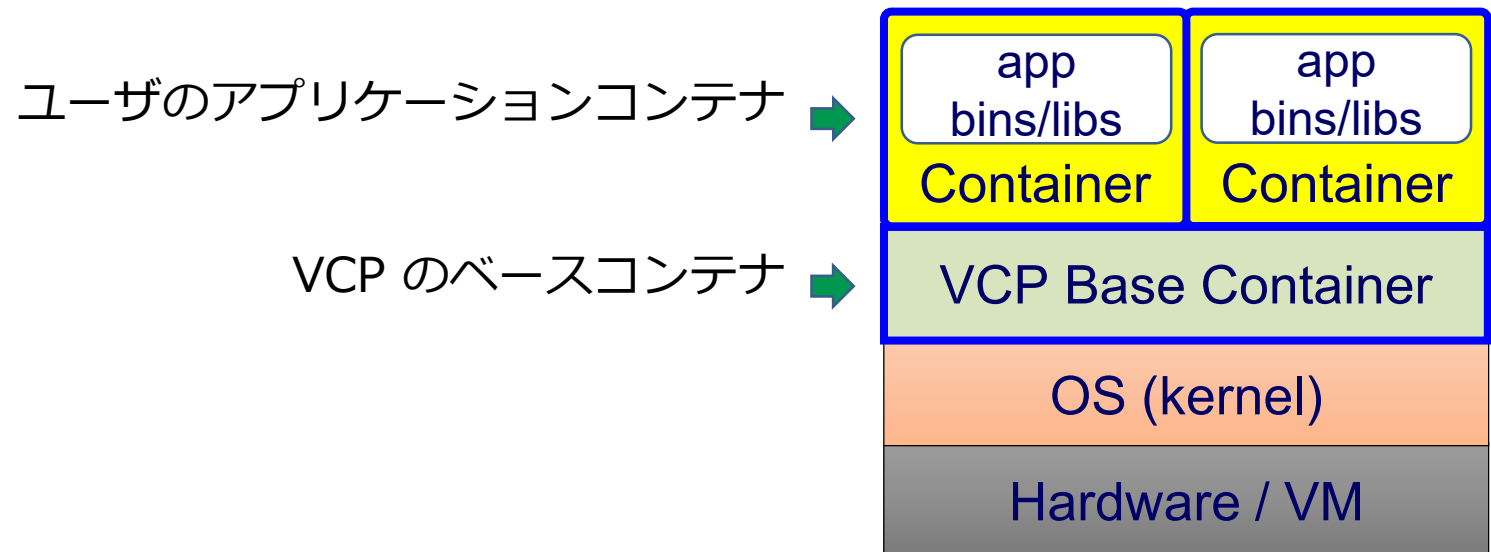 ユーザのアプリケーションコンテナ
app
bins/libs
Container
app
bins/libs
Container
VCP のベースコンテナ
VCP Base Container
OS (kernel)
Hardware / VM